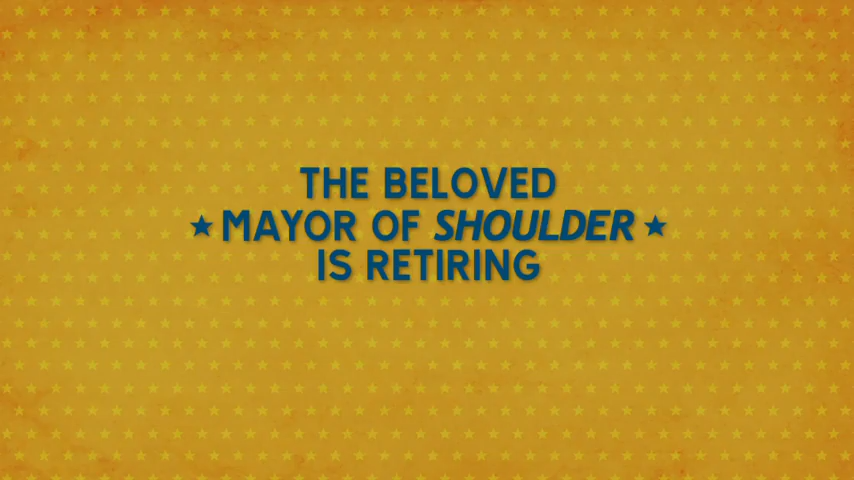 THE BELOVED
MAYOR OF SHOULDER
IS RETIRING